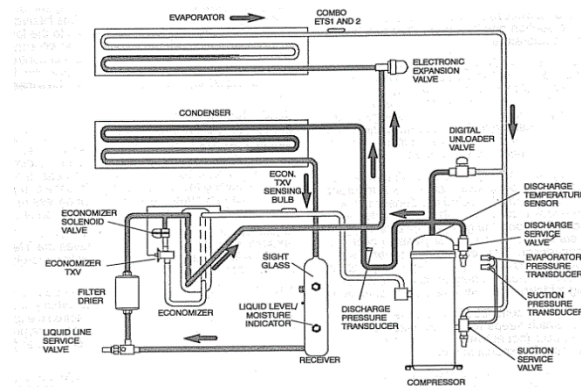 EVAPORATOR
COMBO
ETS1 AND 2
ELECTRONIC
EXPANSION
VALVE
CONDENSER
DIGITAL
UNLOADER
VALVE
ECON.
TXV
SENSING
BULB
DISCHARGE
TEMPERATURE
SENSOR
ECONOMIZER
SOLENOID
VALVE
DISCHARGE
SERVICE
VALVE
ECONOMIZER
TXV
SIGHT
GLASS
EVAPORATOR
PRESSURE
TRANSDUCER
FILTER
DRIER
SUCTION
PRESSURE
TRANSDUCER
ECONOMIZER
LIQUID LEVEL/
MOISTURE
INDICATOR
DISCHARGE
PRESSURE
TRANSDUCER
LIQUID LINE
SERVICE
VALVE
RECEIVER
SUCTION
SERVICE
VALVE
COMPRESSOR